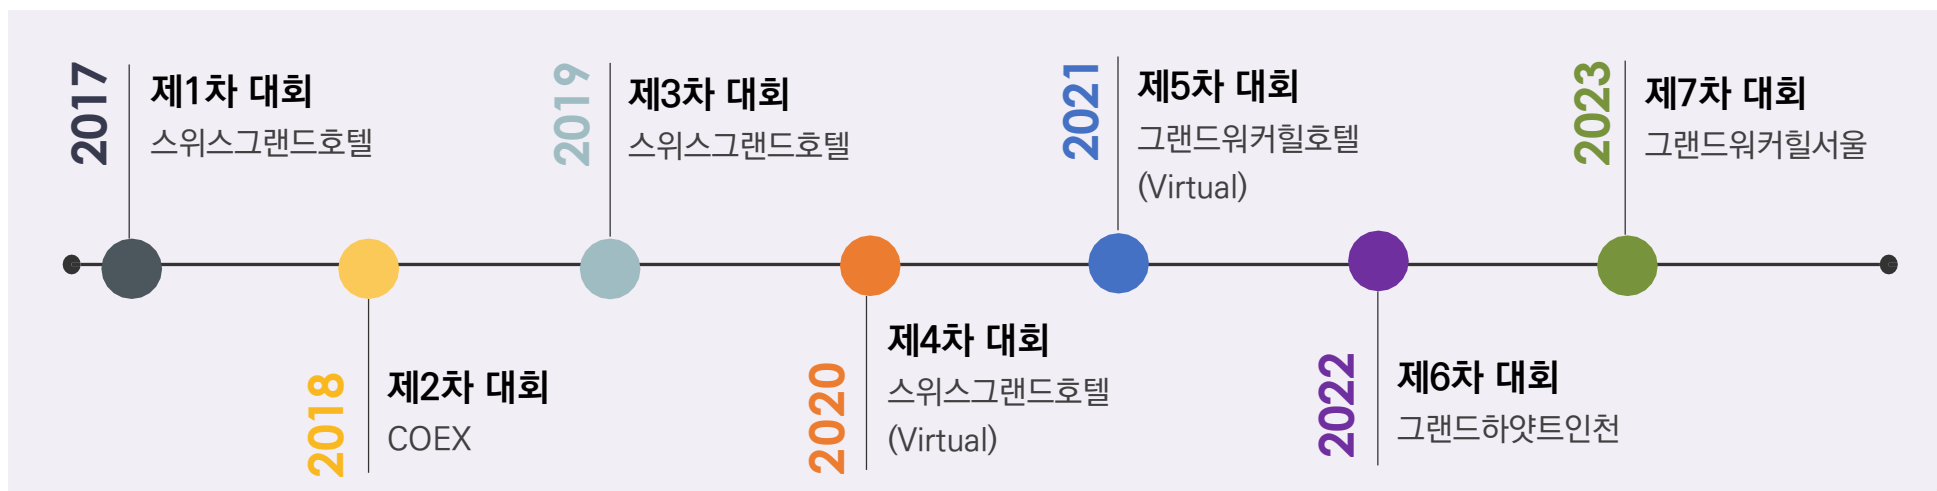 2017
제1차 대회
스위스그랜드호텔
2018
제2차 대회
COEX
2019
제3차 대회
스위스그랜드호텔
2020
제4차 대회
스위스그랜드호텔
(Virtual)
2021
제5차 대회
그랜드워커힐호텔
(Virtual)
2022
제6차 대회
그랜드하얏트인천
2023
제7차 대회
그랜드워커힐서울